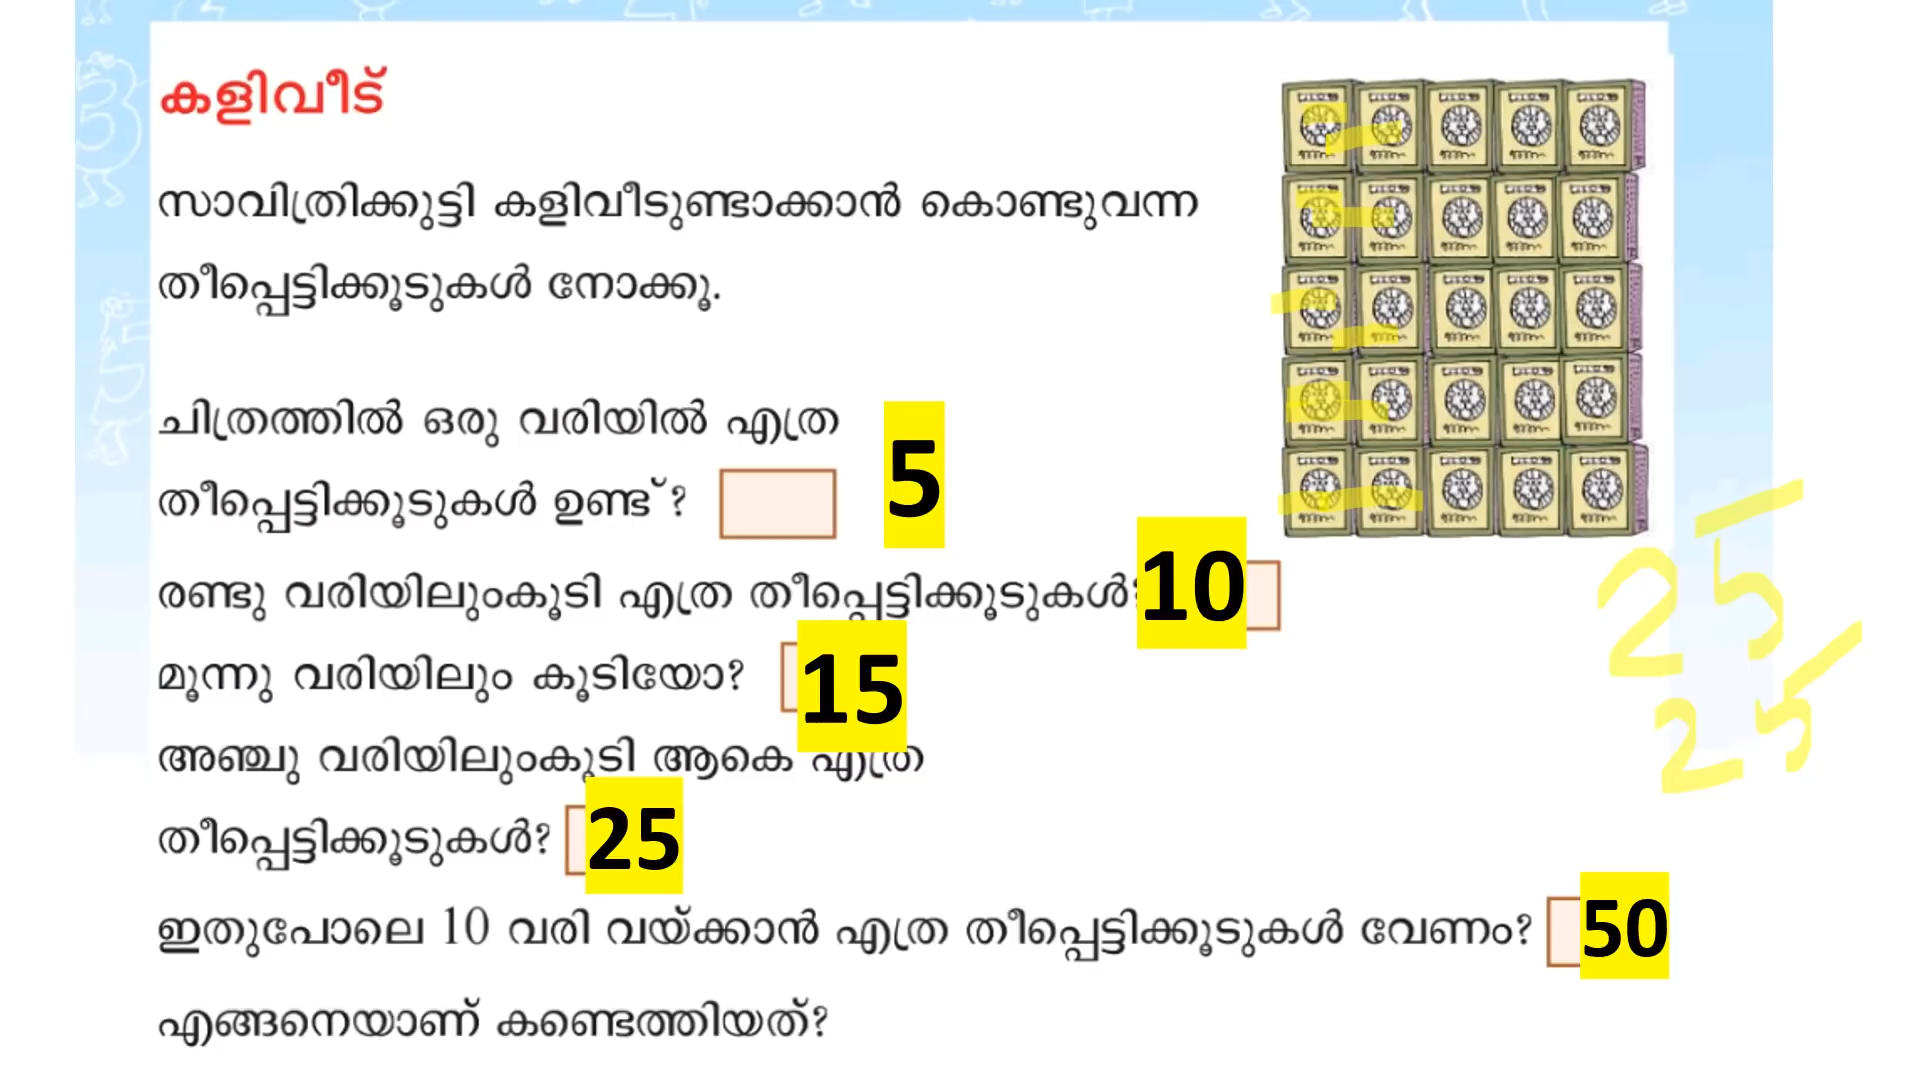 കളിവീട്
സാവിത്രിക്കുട്ടി കളിവീടുണ്ടാക്കാൻ കൊണ്ടുവന്ന
തീപ്പെട്ടിക്കൂടുകൾ നോക്കൂ.
ചിത്രത്തിൽ ഒരു വരിയിൽ എത്ര
തീപ്പെട്ടിക്കൂടുകൾ ഉണ്ട്? 5
രണ്ടു വരിയിലുംകൂടി എത്ര തീപ്പെട്ടിക്കൂടുകൾ? 10
മൂന്നു വരിയിലും കൂടിയോ? 15
അഞ്ചു വരിയിലുംകൂടി ആകെ എത്ര
തീപ്പെട്ടിക്കൂടുകൾ? 25
ഇതുപോലെ 10 വരി വയ്ക്കാൻ എത്ര തീപ്പെട്ടിക്കൂടുകൾ വേണം? 50
എങ്ങനെയാണ് കണ്ടെത്തിയത്?
25
25